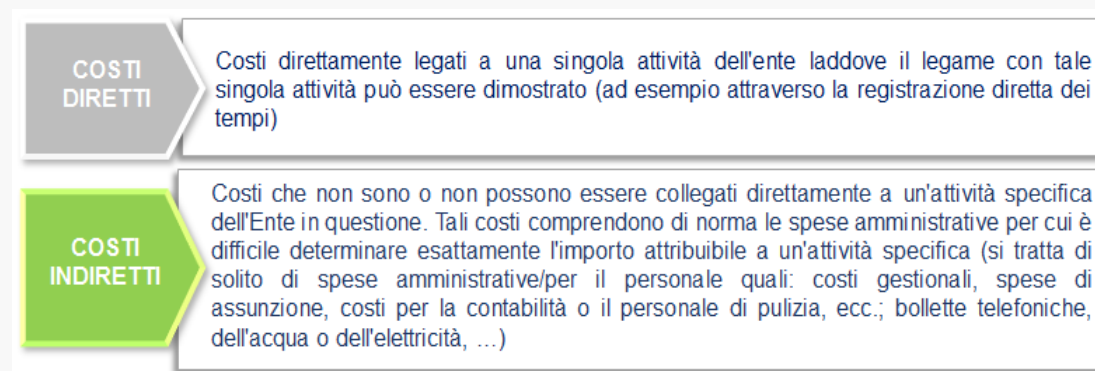 COSTI
DIRETTI
Costi direttamente legati a una singola attività dell'ente laddove il legame con tale
singola attività può essere dimostrato (ad esempio attraverso la registrazione diretta dei
tempi)
COSTI
INDIRETTI
Costi che non sono o non possono essere collegati direttamente a un'attività specifica
dell'Ente in questione. Tali costi comprendono di norma le spese amministrative per cui è
difficile determinare esattamente l'importo attribuibile a un'attività specifica (si tratta di
solito di spese amministrative/per il personale quali: costi gestionali, spese di
assunzione, costi per la contabilità o il personale di pulizia, ecc.; bollette telefoniche,
dell'acqua o dell'elettricità, …)